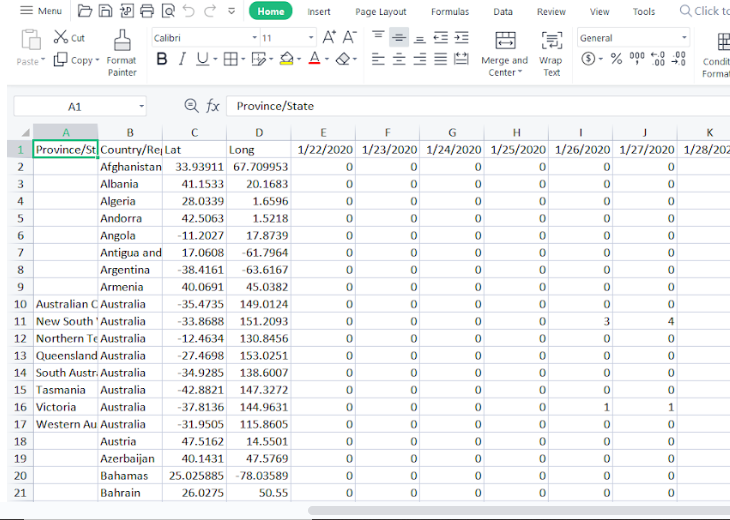 Menu Home Insert Page Layout Formulas Data Review View Tools Click to
Cut Calibri 11 A+ A- General
Paste Copy Format Painter B I U A Merge and Center Wrap Text % 000 Format
A1 fx Province/State
A B C D E F G H I J K
1 Province/St Country/Re Lat Long 1/22/2020 1/23/2020 1/24/2020 1/25/2020 1/26/2020 1/27/2020 1/28/202
2 Afghanistan 33.93911 67.709953 0 0 0 0 0 0
3 Albania 41.1533 20.1683 0 0 0 0 0 0
4 Algeria 28.0339 1.6596 0 0 0 0 0 0
5 Andorra 42.5063 1.5218 0 0 0 0 0 0
6 Angola -11.2027 17.8739 0 0 0 0 0 0
7 Antigua and 17.0608 -61.7964 0 0 0 0 0 0
8 Argentina -38.4161 -63.6167 0 0 0 0 0 0
9 Armenia 40.0691 45.0382 0 0 0 0 0 0
10 Australian C Australia -35.4735 149.0124 0 0 0 0 0 0
11 New South Australia -33.8688 151.2093 0 0 0 0 3 4
12 Northern Te Australia -12.4634 130.8456 0 0 0 0 0 0
13 Queensland Australia -27.4698 153.0251 0 0 0 0 0 0
14 South Austr Australia -34.9285 138.6007 0 0 0 0 0 0
15 Tasmania Australia -42.8821 147.3272 0 0 0 0 0 0
16 Victoria Australia -37.8136 144.9631 0 0 0 0 1 1
17 Western Au Australia -31.9505 115.8605 0 0 0 0 0 0
18 Austria 47.5162 14.5501 0 0 0 0 0 0
19 Azerbaijan 40.1431 47.5769 0 0 0 0 0 0
20 Bahamas 25.025885 -78.03589 0 0 0 0 0 0
21 Bahrain 26.0275 50.55 0 0 0 0 0 0